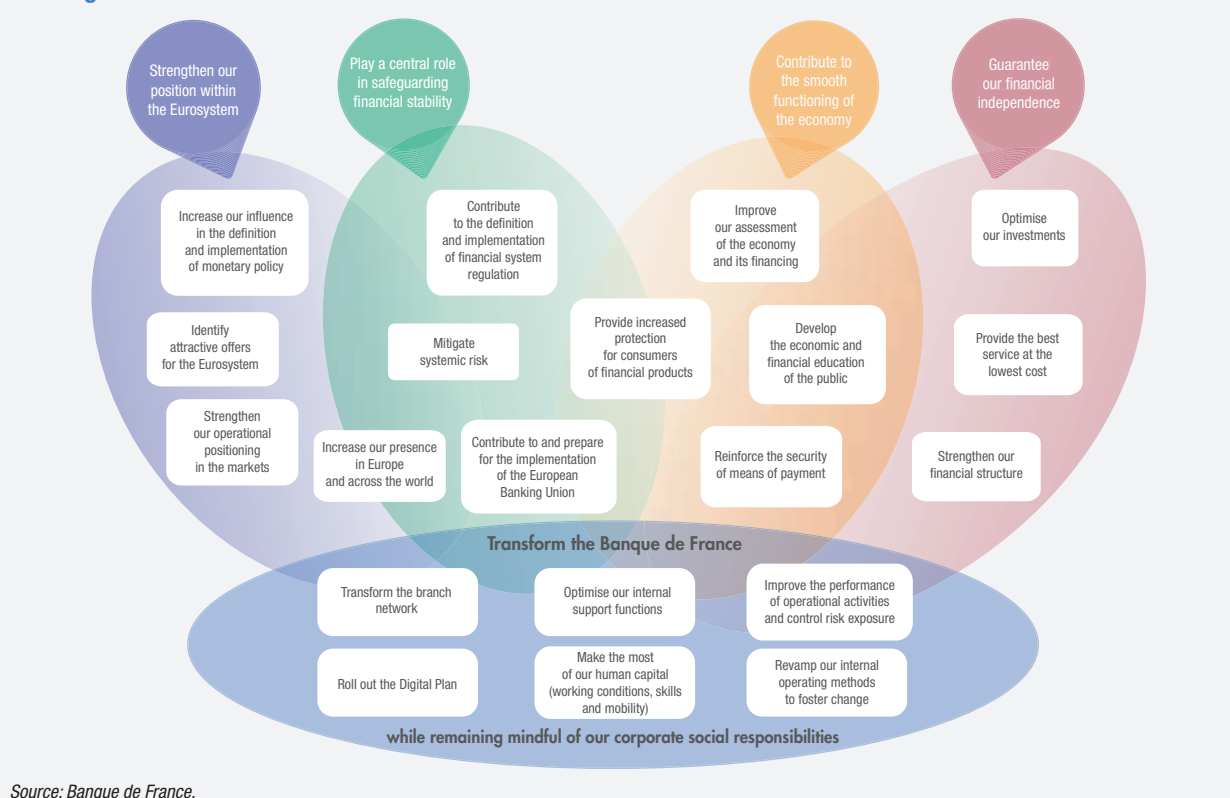 Strengthen our
position within
the Eurosystem
Play a central role
in safeguarding
financial stability
Contribute to
the smooth
functioning of
the economy
Guarantee
our financial
independence
Increase our influence
in the definition
and implementation
of monetary policy
Contribute
to the definition
and implementation
of financial system
regulation
Improve
our assessment
of the economy
and its financing
Optimise
our investments
Identify
attractive offers
for the Eurosystem
Mitigate
systemic risk
Provide increased
protection
for consumers
of financial products
Develop
the economic and
financial education
of the public
Provide the best
service at the
lowest cost
Strengthen
our operational
positioning
in the markets
Increase our presence
in Europe
and across the world
Contribute to and prepare
for the implementation
of the European
Banking Union
Reinforce the security
of means of payment
Strengthen our
financial structure
Transform the Banque de France
Transform the branch
network
Optimise our internal
support functions
Improve the performance
of operational activities
and control risk exposure
Roll out the Digital Plan
Make the most
of our human capital
(working conditions, skills
and mobility)
Revamp our internal
operating methods
to foster change
while remaining mindful of our corporate social responsibilities
Source: Banque de France.